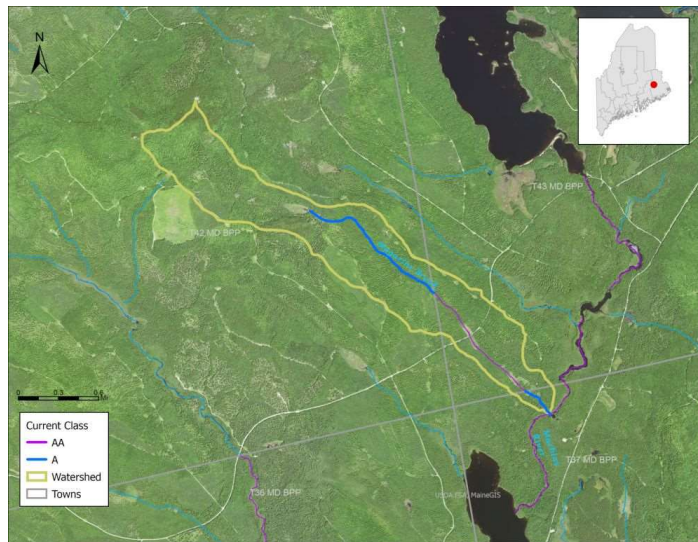 N
T43 MD BPP
T42 MD BPP
0 0.3 0.6
Mi
Current Class
AA
A
Watershed
Towns
T37 MD BPP
T36 MD BPP
USDA FSA, MaineGIS